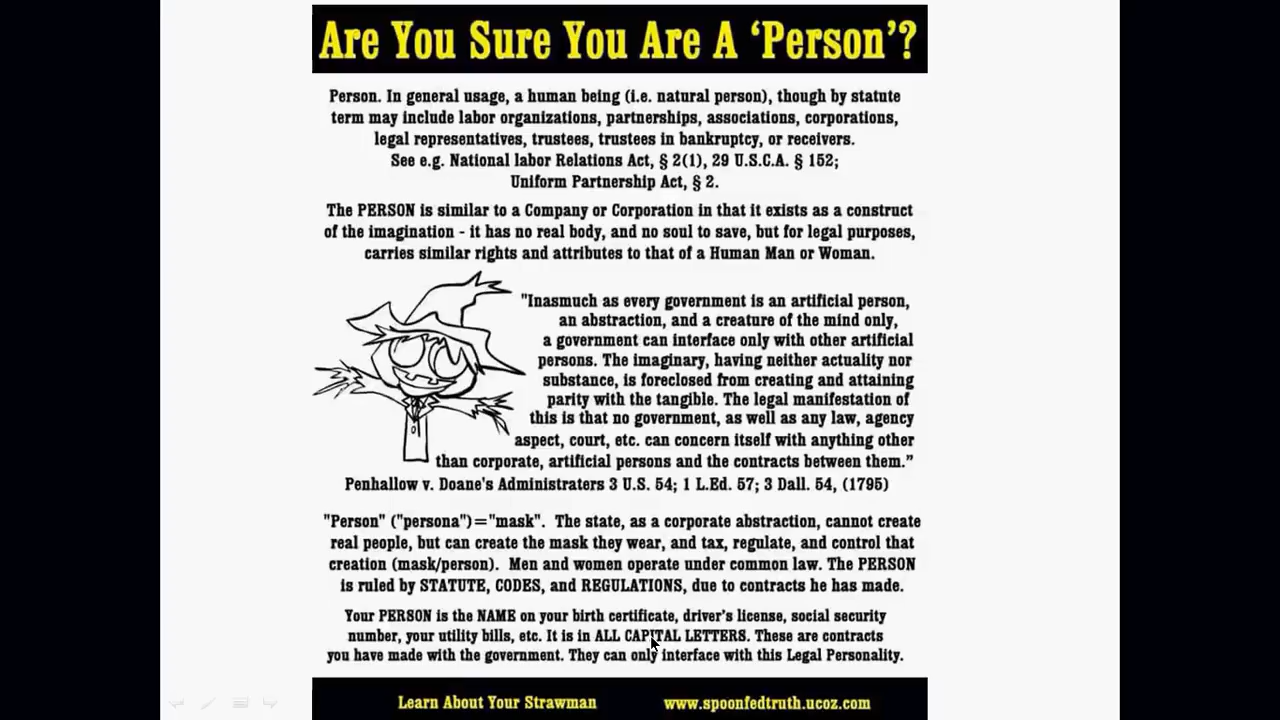 Are You Sure You Are A ‘Person’?
Person. In general usage, a human being (i.e. natural person), though by statute
term may include labor organizations, partnerships, associations, corporations,
legal representatives, trustees, trustees in bankruptcy, or receivers.
See e.g. National labor Relations Act, § 2(1), 29 U.S.C.A. § 152;
Uniform Partnership Act, § 2.
The PERSON is similar to a Company or Corporation in that it exists as a construct
of the imagination - it has no real body, and no soul to save, but for legal purposes,
carries similar rights and attributes to that of a Human Man or Woman.
"Inasmuch as every government is an artificial person,
an abstraction, and a creature of the mind only,
a government can interface only with other artificial
persons. The imaginary, having neither actuality nor
substance, is foreclosed from creating and attaining
parity with the tangible. The legal manifestation of
this is that no government, as well as any law, agency
aspect, court, etc. can concern itself with anything other
than corporate, artificial persons and the contracts between them.”
Penhallow v. Doane's Administraters 3 U.S. 54; 1 L.Ed. 57; 3 Dall. 54, (1795)
"Person" ("persona")="mask". The state, as a corporate abstraction, cannot create
real people, but can create the mask they wear, and tax, regulate, and control that
creation (mask/person). Men and women operate under common law. The PERSON
is ruled by STATUTE, CODES, and REGULATIONS, due to contracts he has made.
Your PERSON is the NAME on your birth certificate, driver's license, social security
number, your utility bills, etc. It is in ALL CAPITAL LETTERS. These are contracts
you have made with the government. They can only interface with this Legal Personality.
Learn About Your Strawman www.spoonfedtruth.ucoz.com